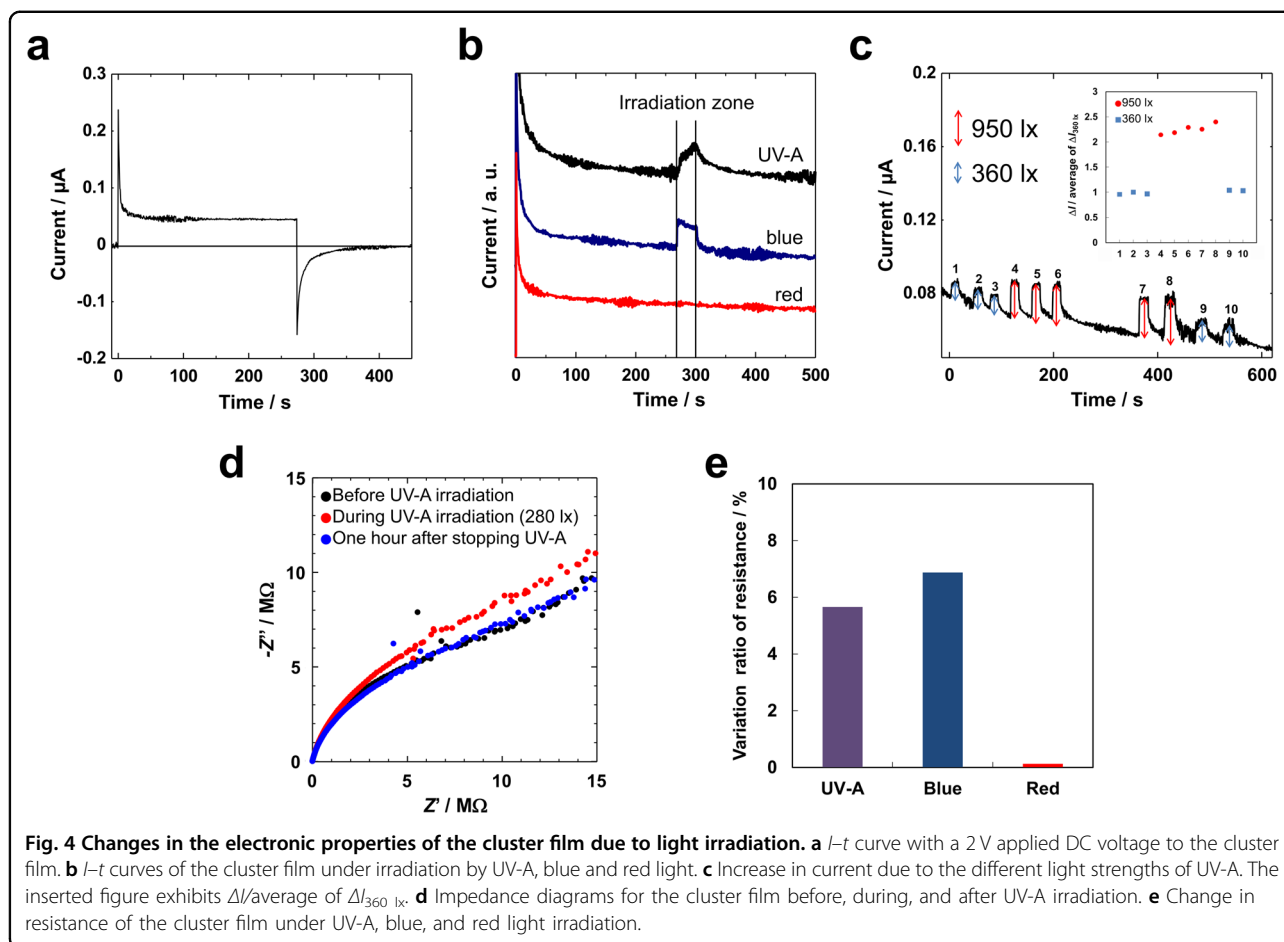 a
0.3
0.2
0.1
0
-0.1
-0.2
Current / μA
0 100 200 300 400
Time / s
b
Irradiation zone
UV-A
blue
red
Current / a. u.
0 100 200 300 400 500
Time / s
c
0.2
0.16
0.12
0.08
0.04
Current / μA
950 lx
360 lx
1 2 3 4 5 6 7 8 9 10
0 200 400 600
Time / s
950 lx
360 lx
3
2.5
2
1.5
1
0.5
0
ΔI / average of ΔI360 lx
1 2 3 4 5 6 7 8 9 10
d
15
10
5
0
-Z'' / MΩ
Before UV-A irradiation
During UV-A irradiation (280 lx)
One hour after stopping UV-A
0 5 10 15
Z' / MΩ
e
10
8
6
4
2
0
Variation ratio of resistance / %
UV-A Blue Red
Fig. 4 Changes in the electronic properties of the cluster film due to light irradiation. a I–t curve with a 2 V applied DC voltage to the cluster
film. b I–t curves of the cluster film under irradiation by UV-A, blue and red light. c Increase in current due to the different light strengths of UV-A. The
inserted figure exhibits ΔI/average of ΔI360 lx. d Impedance diagrams for the cluster film before, during, and after UV-A irradiation. e Change in
resistance of the cluster film under UV-A, blue, and red light irradiation.